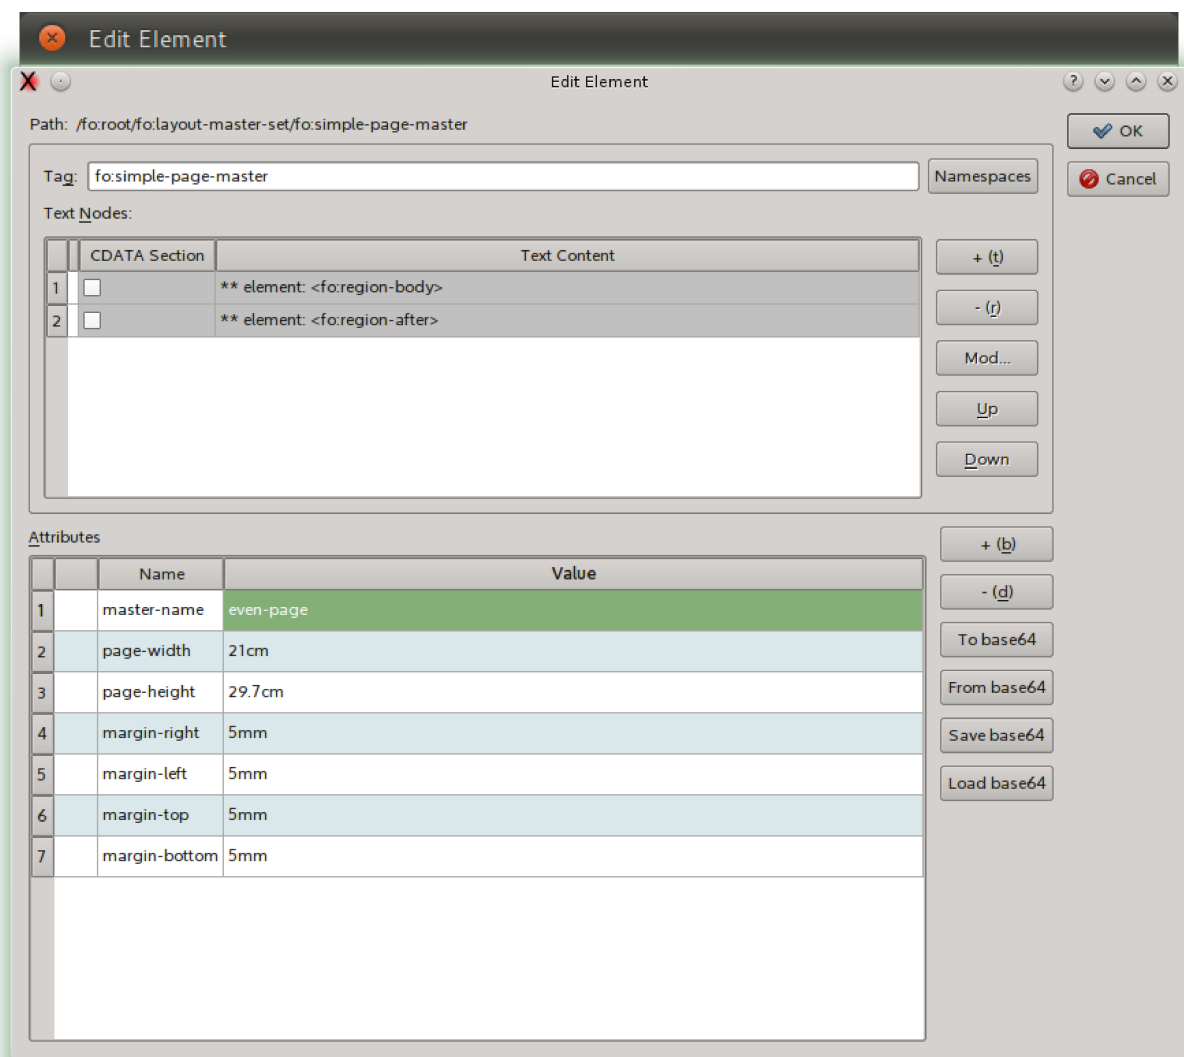 Edit Element
Edit Element
Path: /fo:root/fo:layout-master-set/fo:simple-page-master
OK
Tag: fo:simple-page-master Namespaces
Cancel
Text Nodes:
CDATA Section Text Content
+ (t)
1 ** element: <fo:region-body>
- (r)
2 ** element: <fo:region-after>
Mod...
Up
Down
Attributes
+ (b)
Name Value
- (d)
1 master-name even-page
To base64
2 page-width 21cm
From base64
3 page-height 29.7cm
Save base64
4 margin-right 5mm
5 margin-left 5mm
Load base64
6 margin-top 5mm
7 margin-bottom 5mm